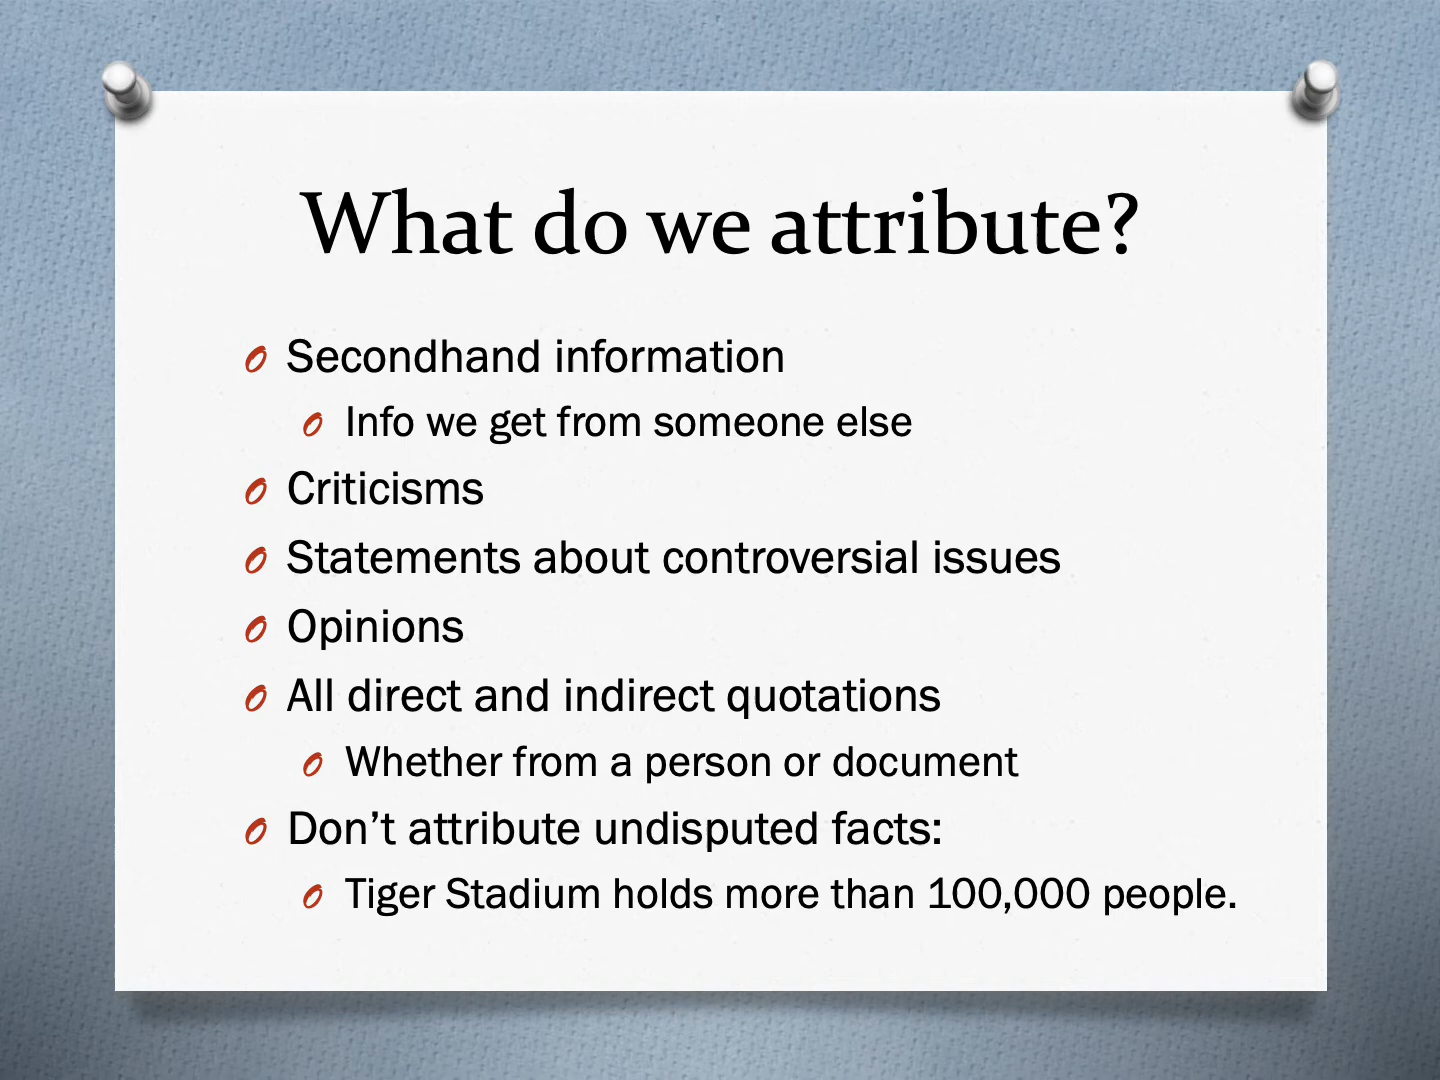 What do we attribute?
Secondhand information
Info we get from someone else
Criticisms
Statements about controversial issues
Opinions
All direct and indirect quotations
Whether from a person or document
Don’t attribute undisputed facts:
Tiger Stadium holds more than 100,000 people.